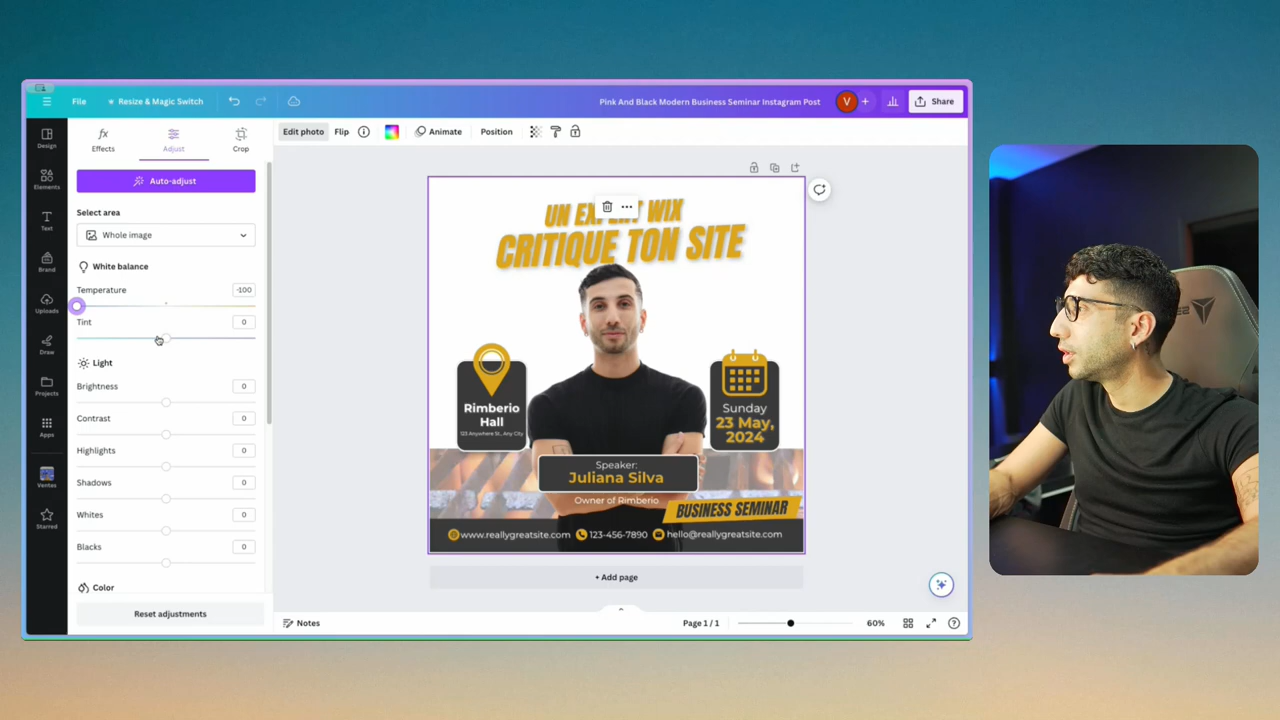 File
Resize & Magic Switch
Pink And Black Modern Business Seminar Instagram Post
V
+
Share
Design
Elements
Text
Brand
Uploads
Draw
Projects
Apps
Ventes
Starred
fx
Effects
Adjust
Crop
Edit photo
Flip
Animate
Position
Auto-adjust
Select area
Whole image
White balance
Temperature
-100
Tint
0
Light
Brightness
0
Contrast
0
Highlights
0
Shadows
0
Whites
0
Blacks
0
Color
Reset adjustments
CRITIQUE TON SITE
Rimberio
Hall
123 Anywhere St., Any City
Sunday
23 May,
2024
Speaker:
Juliana Silva
Owner of Rimberio
BUSINESS SEMINAR
www.reallygreatsite.com
123-456-7890
hello@reallygreatsite.com
+ Add page
Notes
Page 1 / 1
60%